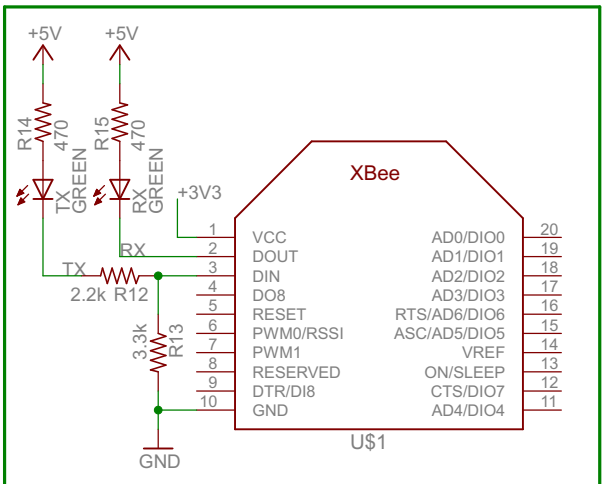 +5V +5V
R14
470
R15
470
TX
GREEN
RX
GREEN
XBee
+3V3
1 VCC AD0/DIO0 20
2 DOUT AD1/DIO1 19
RX
3 DIN AD2/DIO2 18
TX
4 DO8 AD3/DIO3 17
2.2k R12
5 RESET RTS/AD6/DIO6 16
6 PWM0/RSSI ASC/AD5/DIO5 15
3.3k
R13
7 PWM1 VREF 14
8 RESERVED ON/SLEEP 13
9 DTR/DI8 CTS/DIO7 12
10 GND AD4/DIO4 11
U$1
GND